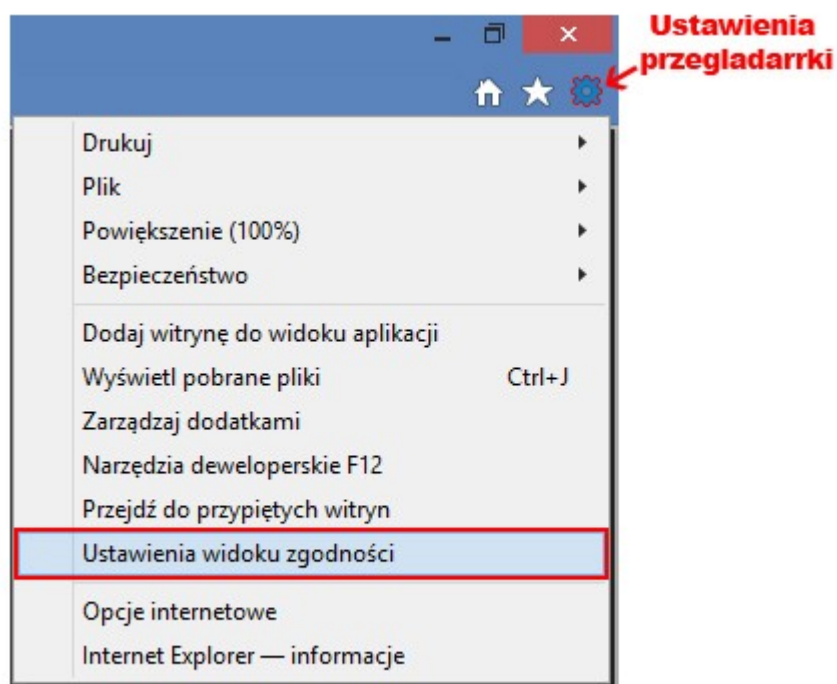 Ustawienia
przegladarrki
Drukuj
Plik
Powiększenie (100%)
Bezpieczeństwo
Dodaj witrynę do widoku aplikacji
Wyświetl pobrane pliki Ctrl+J
Zarządzaj dodatkami
Narzędzia deweloperskie F12
Przejdź do przypiętych witryn
Ustawienia widoku zgodności
Opcje internetowe
Internet Explorer — informacje